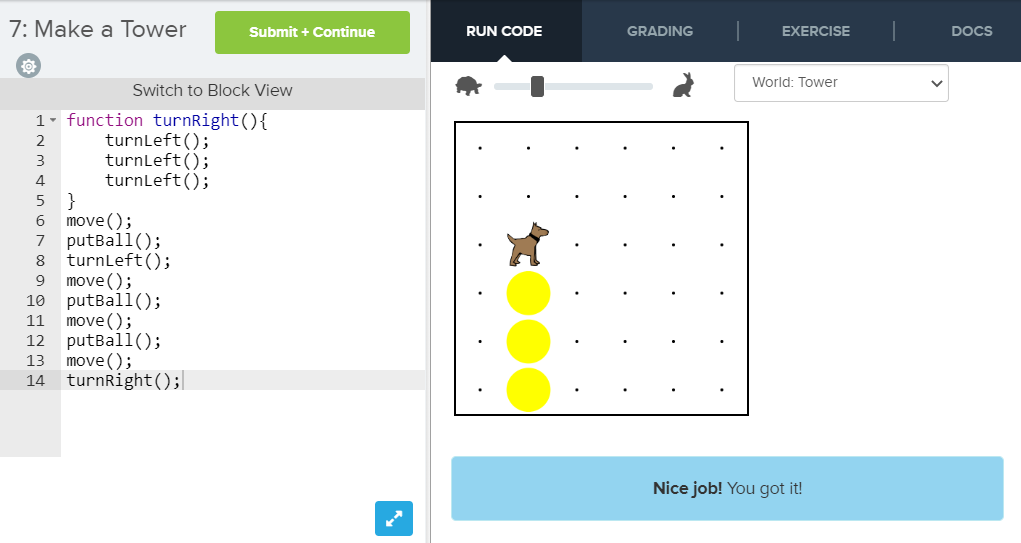 7: Make a Tower
Submit + Continue
RUN CODE
GRADING
EXERCISE
DOCS
World: Tower
Switch to Block View
1 function turnRight(){
2 turnLeft();
3 turnLeft();
4 turnLeft();
5 }
6 move();
7 putBall();
8 turnLeft();
9 move();
10 putBall();
11 move();
12 putBall();
13 move();
14 turnRight();
Nice job! You got it!